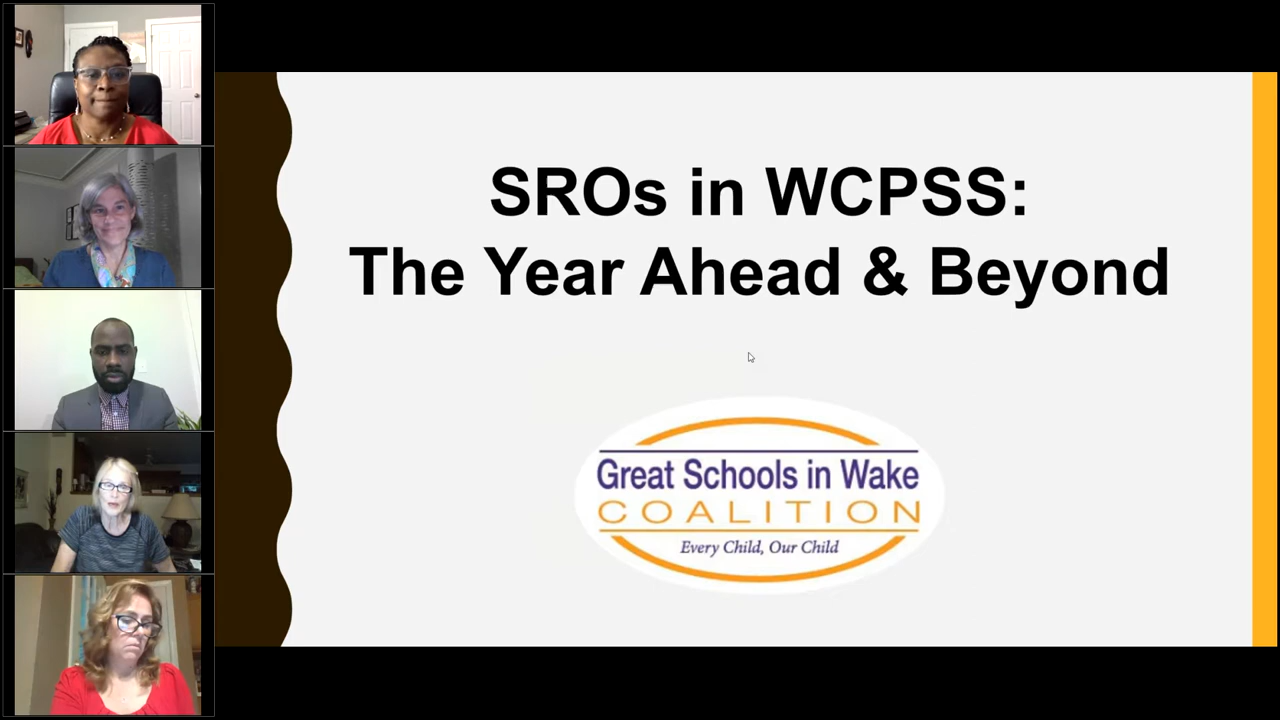 SROs in WCPSS:
The Year Ahead & Beyond
Great Schools in Wake
COALITION
Every Child, Our Child